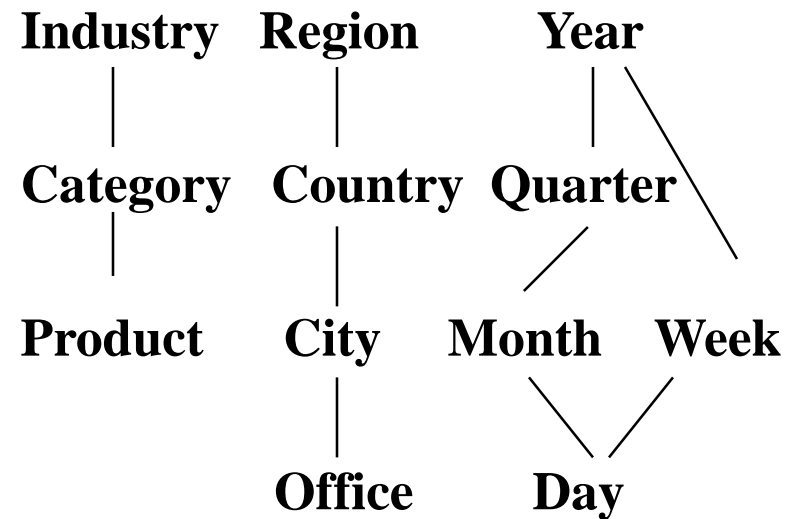 Industry Region Year
Category Country Quarter
Product City Month Week
Office Day